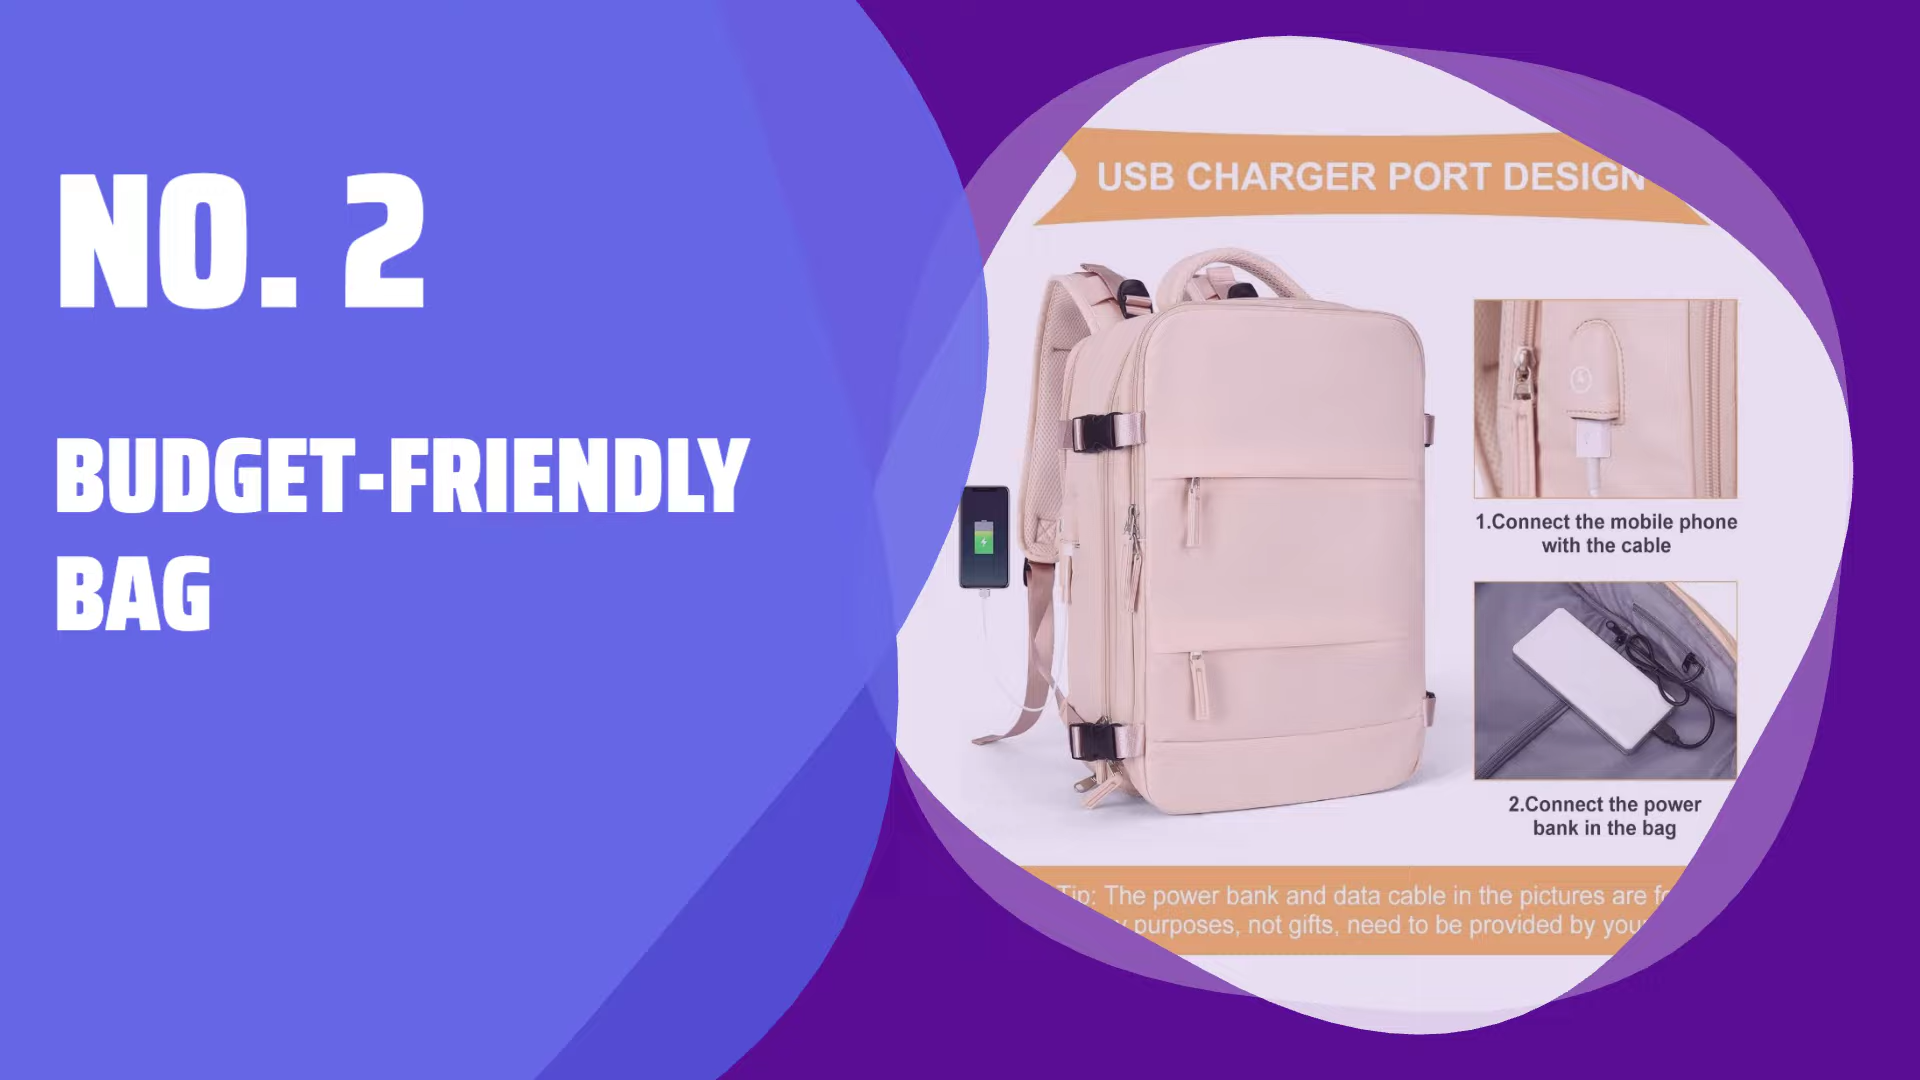 NO. 2
BUDGET-FRIENDLY
BAG
USB CHARGER PORT DESIGN
1.Connect the mobile phone
with the cable
2.Connect the power
bank in the bag
Tip: The power bank and data cable in the pictures are
purposes, not gifts, need to be provided by